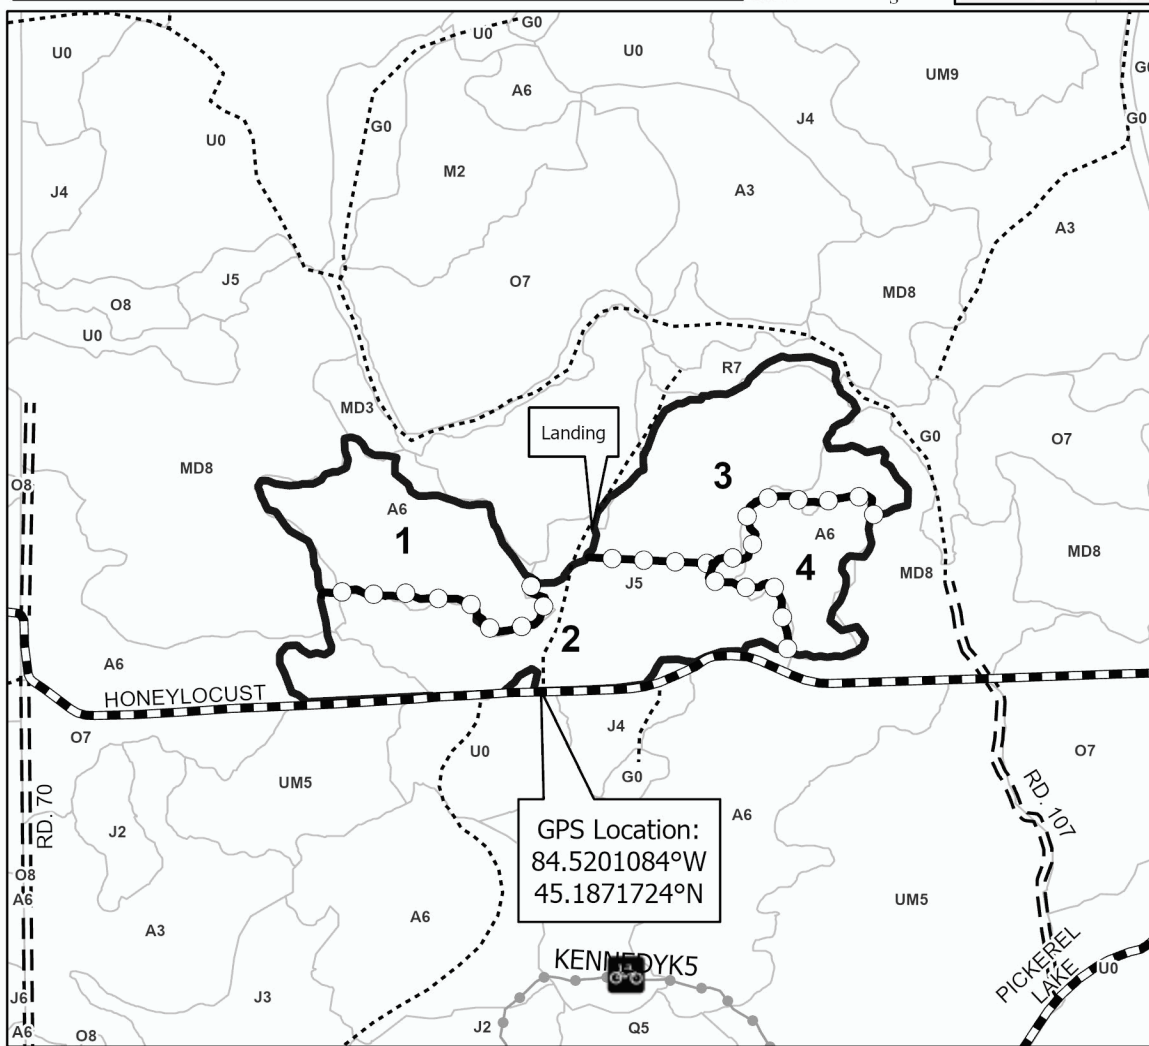 U0
G0
U0
U0
UM9
G0
A6
G0
J4
G0
U0
M2
J4
A3
A3
J5
O7
MD8
O8
U0
R7
MD3
Landing
G0
O7
MD8
3
O8
A6
1
A6
MD8
4
MD8
J5
2
A6
HONEYLOCUST
O7
J4
U0
O7
G0
UM5
RD. 70
RD. 107
J2
A6
GPS Location:
84.5201084°W
45.1871724°N
O8
A6
UM5
A3
A6
KENNEDYK5
PICKEREL
LAKE
U0
J6
J3
A6
O8
J2
Q5